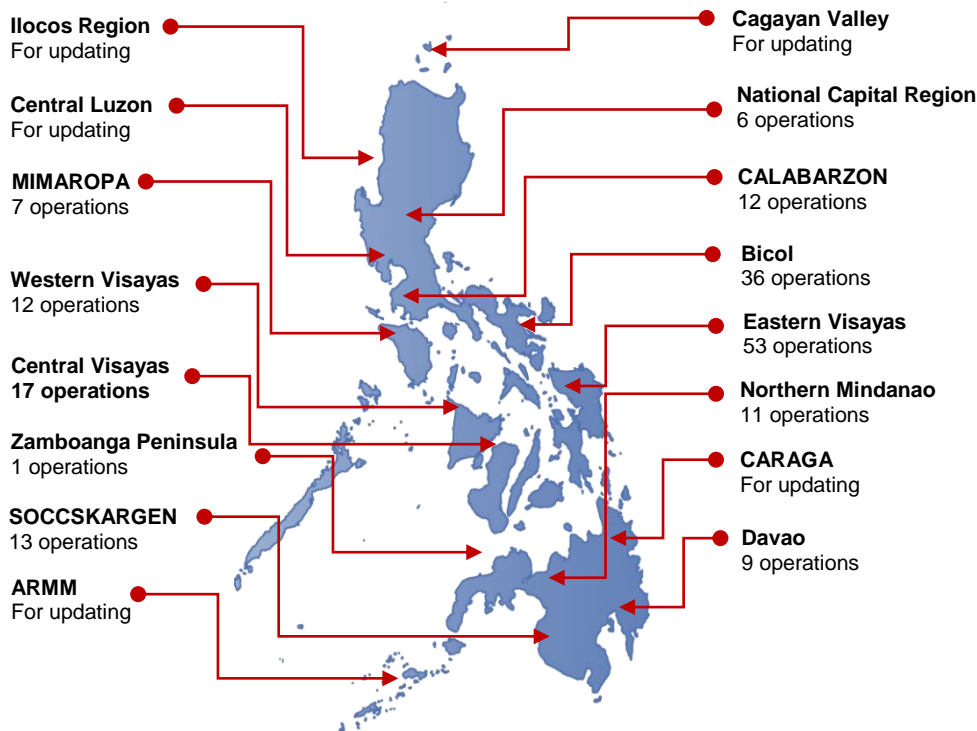 Ilocos Region
For updating
Central Luzon
For updating
MIMAROPA
7 operations
Western Visayas
12 operations
Central Visayas
17 operations
Zamboanga Peninsula
1 operations
SOCCSKARGEN
13 operations
ARMM
For updating
Cagayan Valley
For updating
National Capital Region
6 operations
CALABARZON
12 operations
Bicol
36 operations
Eastern Visayas
53 operations
Northern Mindanao
11 operations
CARAGA
For updating
Davao
9 operations